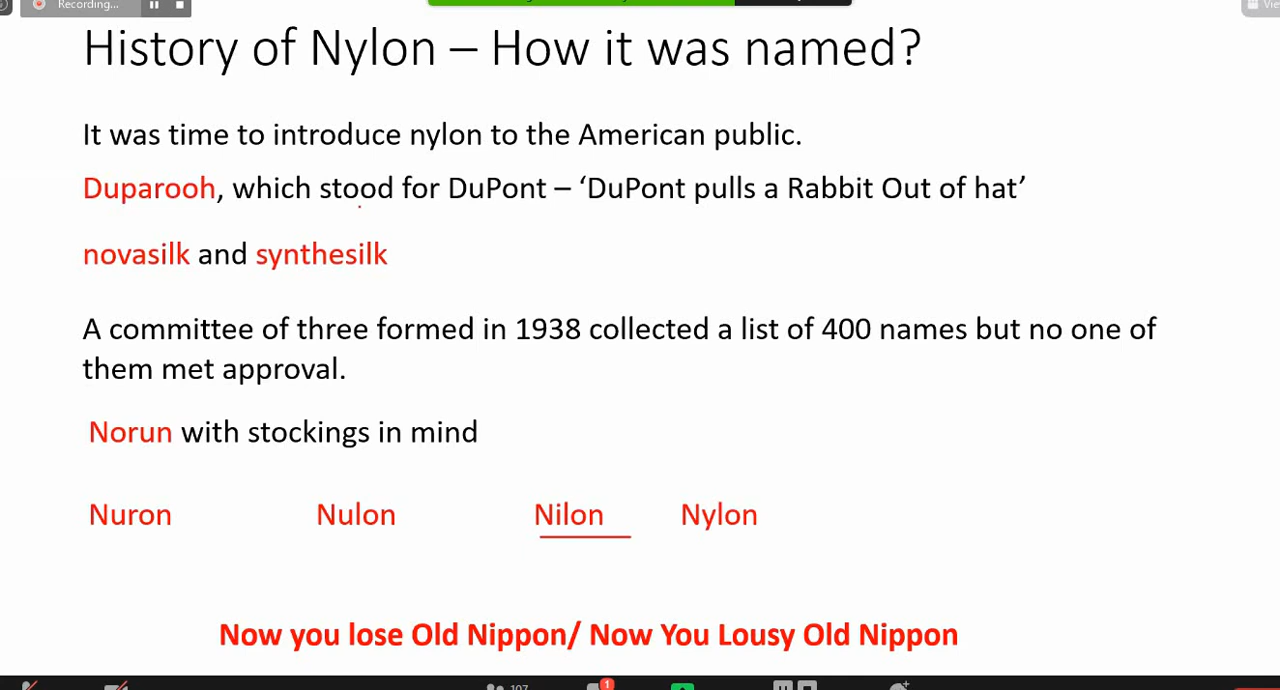 Recording...
History of Nylon – How it was named?
It was time to introduce nylon to the American public.
Duparooh, which stood for DuPont – ‘DuPont pulls a Rabbit Out of hat’
novasilk and synthesilk
A committee of three formed in 1938 collected a list of 400 names but no one of
them met approval.
Norun with stockings in mind
Nuron Nulon Nilon Nylon
Now you lose Old Nippon/ Now You Lousy Old Nippon
107 1